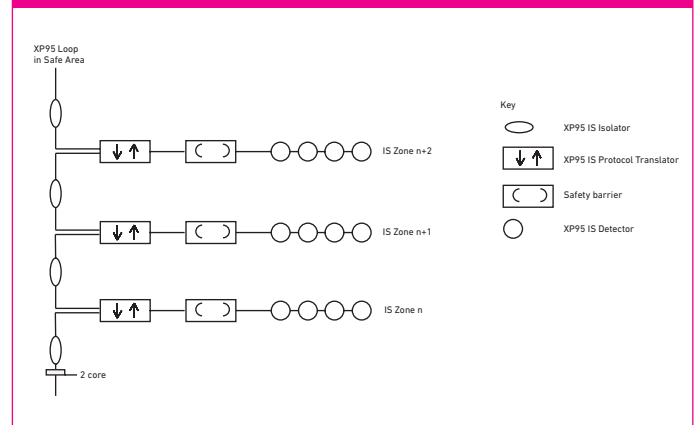 XP95 Loop
in Safe Area
IS Zone n+2
IS Zone n+1
IS Zone n
2 core
Key
XP95 IS Isolator
XP95 IS Protocol Translator
Safety barrier
XP95 IS Detector